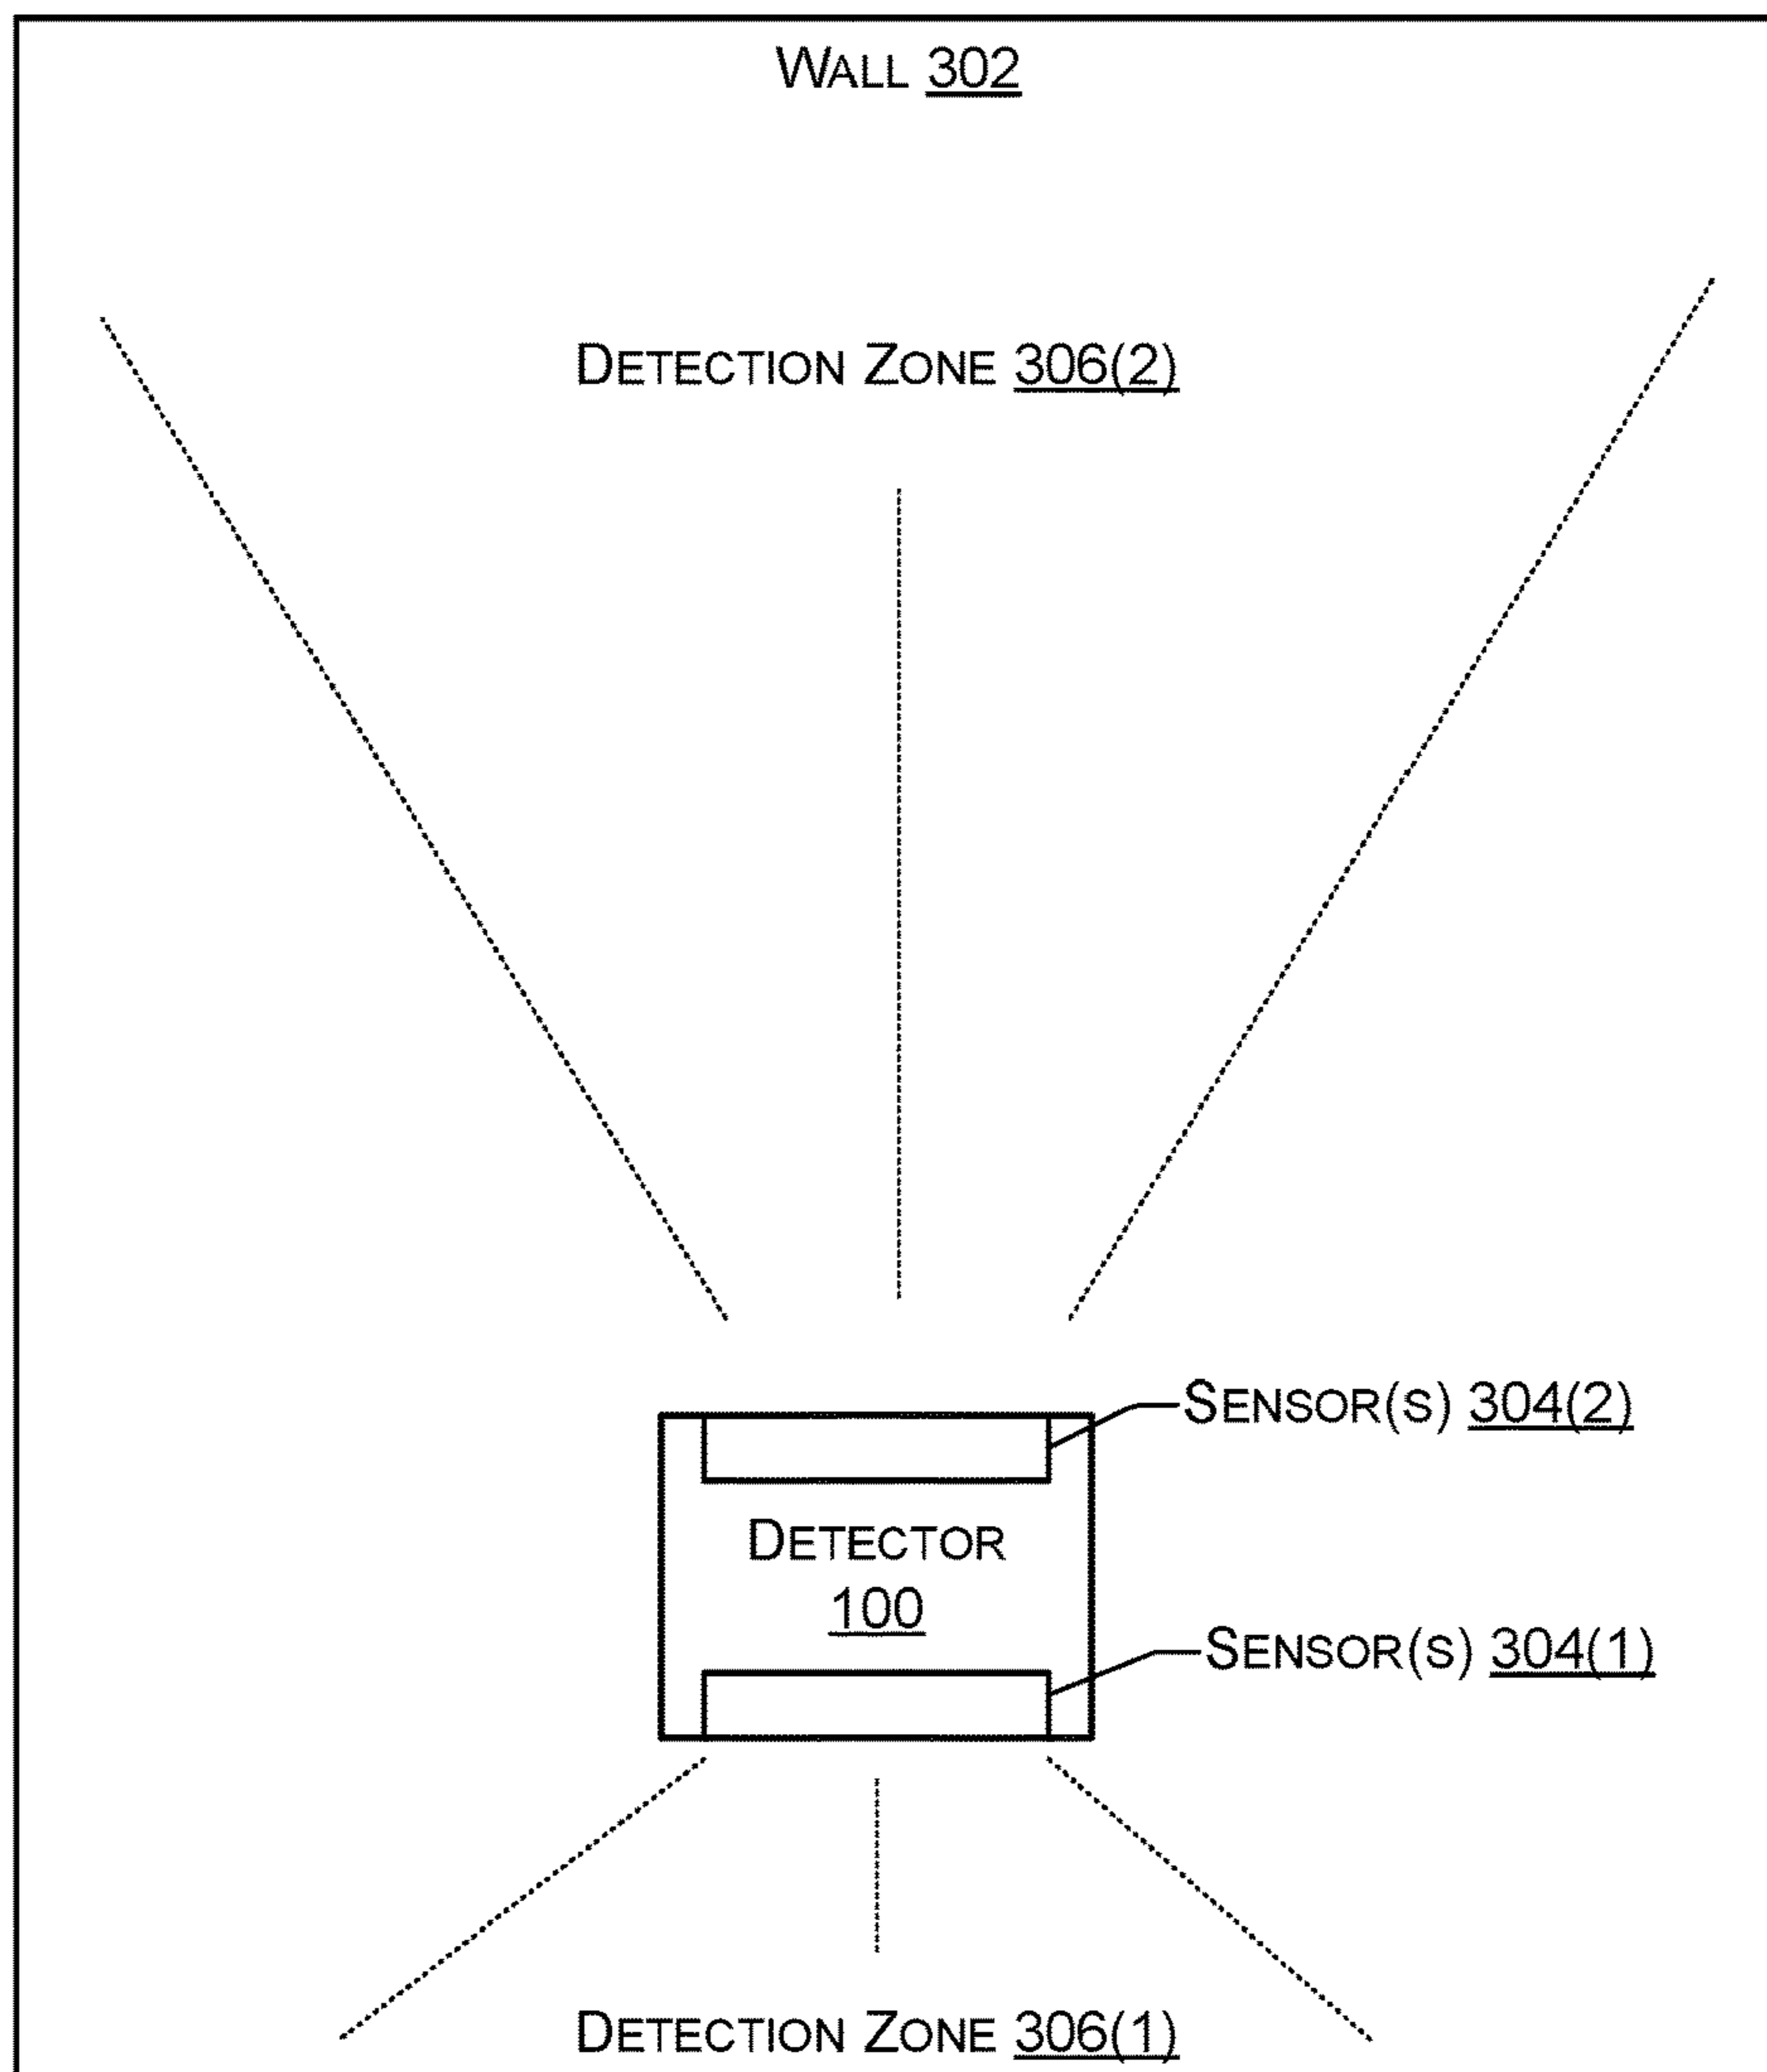 WALL 302
DETECTION ZONE 306(2)
SENSOR(S) 304(2)
DETECTOR
100
SENSOR(S) 304(1)
DETECTION ZONE 306(1)